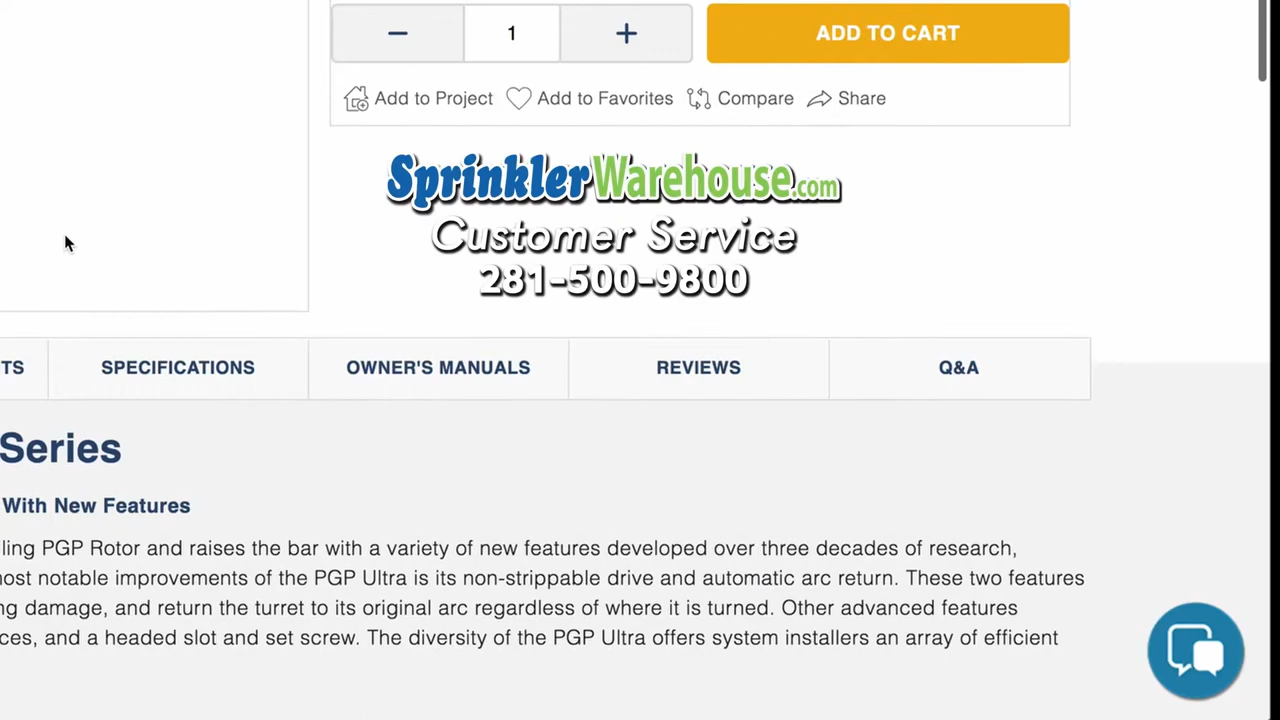 1
ADD TO CART
Add to Project Add to Favorites Compare Share
SprinklerWarehouse.com
Customer Service
281-500-9800
TS SPECIFICATIONS OWNER'S MANUALS REVIEWS Q&A
Series
With New Features
ling PGP Rotor and raises the bar with a variety of new features developed over three decades of research,
ost notable improvements of the PGP Ultra is its non-strippable drive and automatic arc return. These two features
ng damage, and return the turret to its original arc regardless of where it is turned. Other advanced features
ces, and a headed slot and set screw. The diversity of the PGP Ultra offers system installers an array of efficient